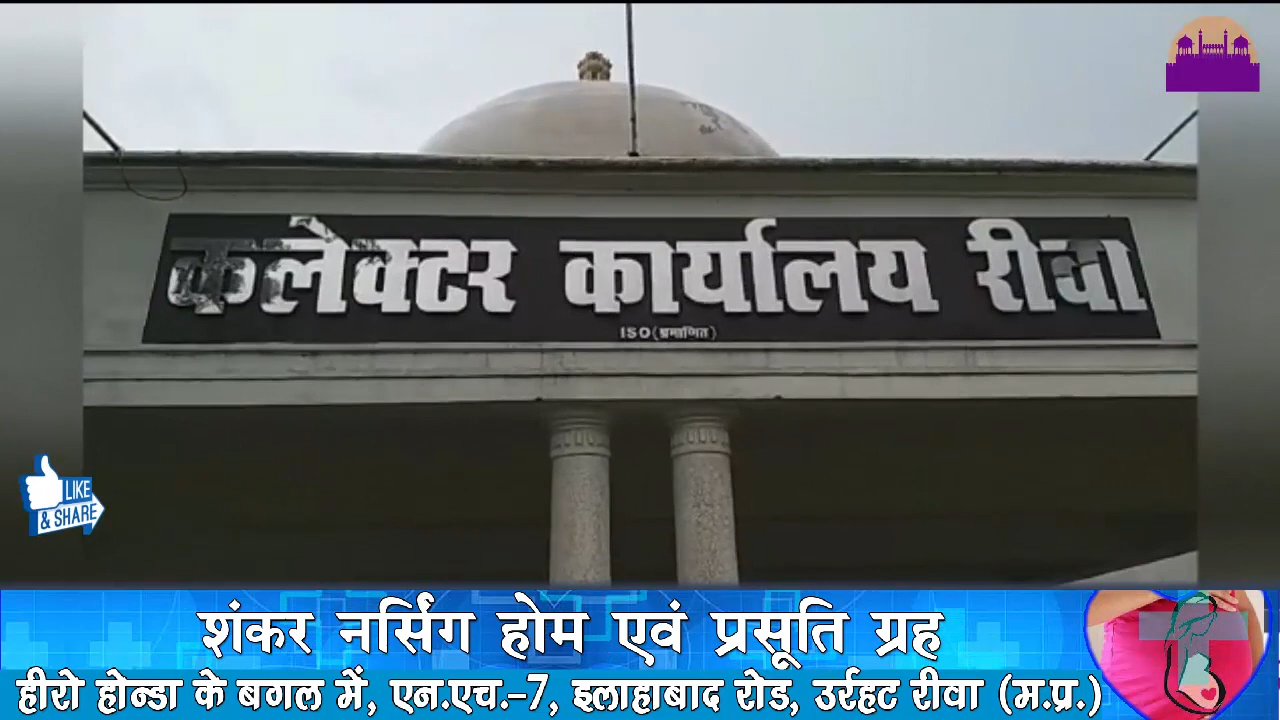 कलेक्टर कार्यालय रीवा
ISO(प्रमाणित)
LIKE
& SHARE
शंकर नर्सिंग होम एवं प्रसूति ग्रह
हीरो होन्डा के बगल में, एन.एच.-7, इलाहाबाद रोड, उर्रहट रीवा (म.प्र.)